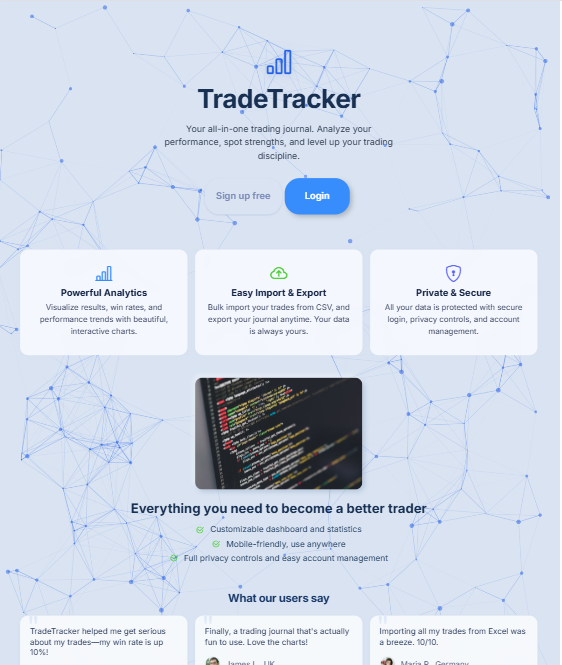 TradeTracker
Your all-in-one trading journal. Analyze your
performance, spot strengths, and level up your trading
discipline.
Sign up free
Login
Powerful Analytics
Visualize results, win rates, and
performance trends with beautiful,
interactive charts.
Easy Import & Export
Bulk import your trades from CSV, and
export your journal anytime. Your data
is always yours.
Private & Secure
All your data is protected with secure
login, privacy controls, and account
management.
Everything you need to become a better trader
Customizable dashboard and statistics
Mobile-friendly, use anywhere
Full privacy controls and easy account management
What our users say
TradeTracker helped me get serious
about my trades—my win rate is up
10%!
Finally, a trading journal that's actually
fun to use. Love the charts!
James L., UK
Importing all my trades from Excel was
a breeze. 10/10.
Maria P., Germany